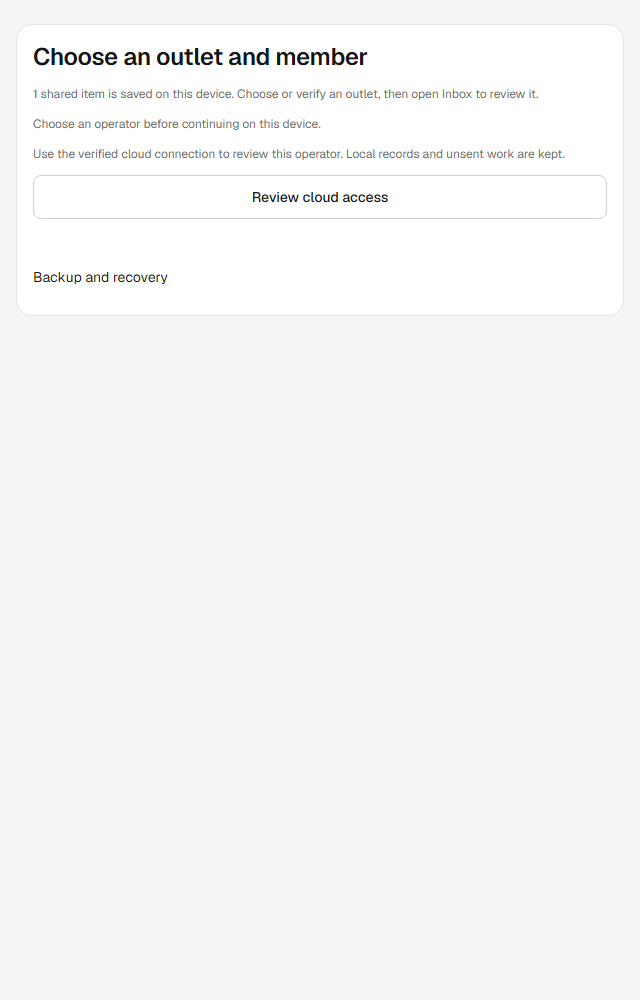 Choose an outlet and member
1 shared item is saved on this device. Choose or verify an outlet, then open Inbox to review it.
Choose an operator before continuing on this device.
Use the verified cloud connection to review this operator. Local records and unsent work are kept.
Review cloud access
Backup and recovery